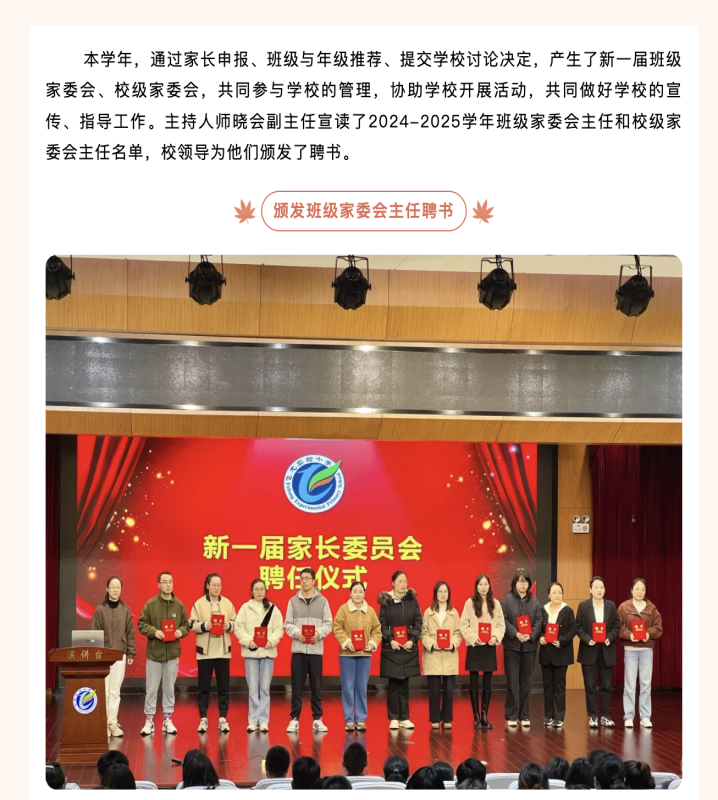 本学年，通过家长申报、班级与年级推荐、提交学校讨论决定，产生了新一届班级
家委会、校级家委会，共同参与学校的管理，协助学校开展活动，共同做好学校的宣
传、指导工作。主持人师晓会副主任宣读了2024-2025学年班级家委会主任和校级家
委会主任名单，校领导为他们颁发了聘书。
颁发班级家委会主任聘书
新一届家长委员会
聘任仪式
演讲台